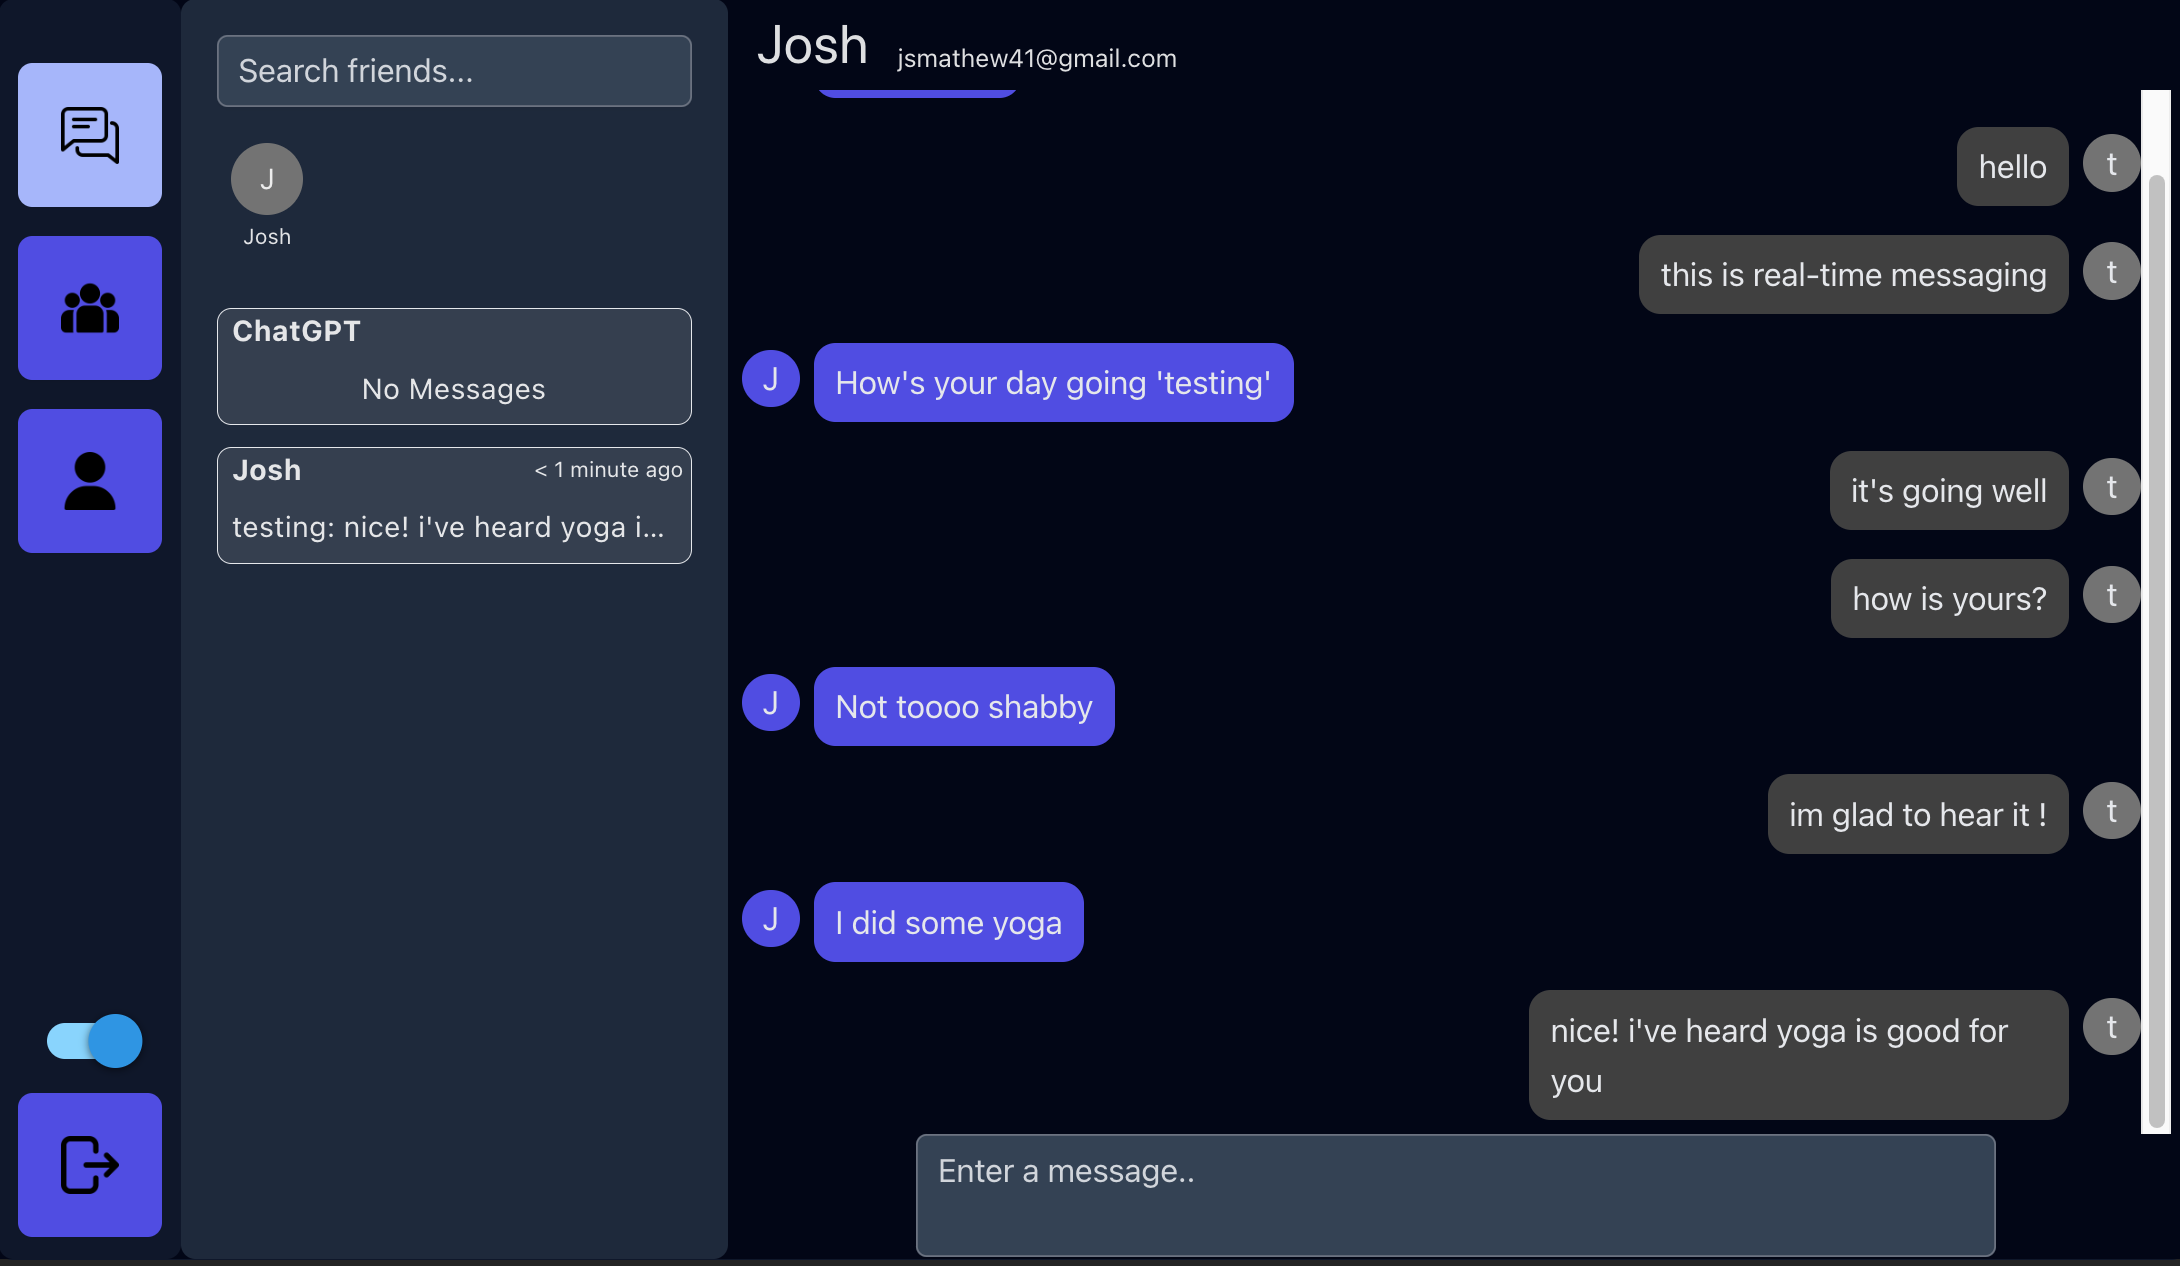 Search friends...
J
Josh
ChatGPT
No Messages
Josh
< 1 minute ago
testing: nice! i've heard yoga i...
Josh
jsmathew41@gmail.com
hello
t
this is real-time messaging
t
J
How's your day going 'testing'
it's going well
t
how is yours?
t
J
Not toooo shabby
im glad to hear it !
t
J
I did some yoga
nice! i've heard yoga is good for
you
t
Enter a message..